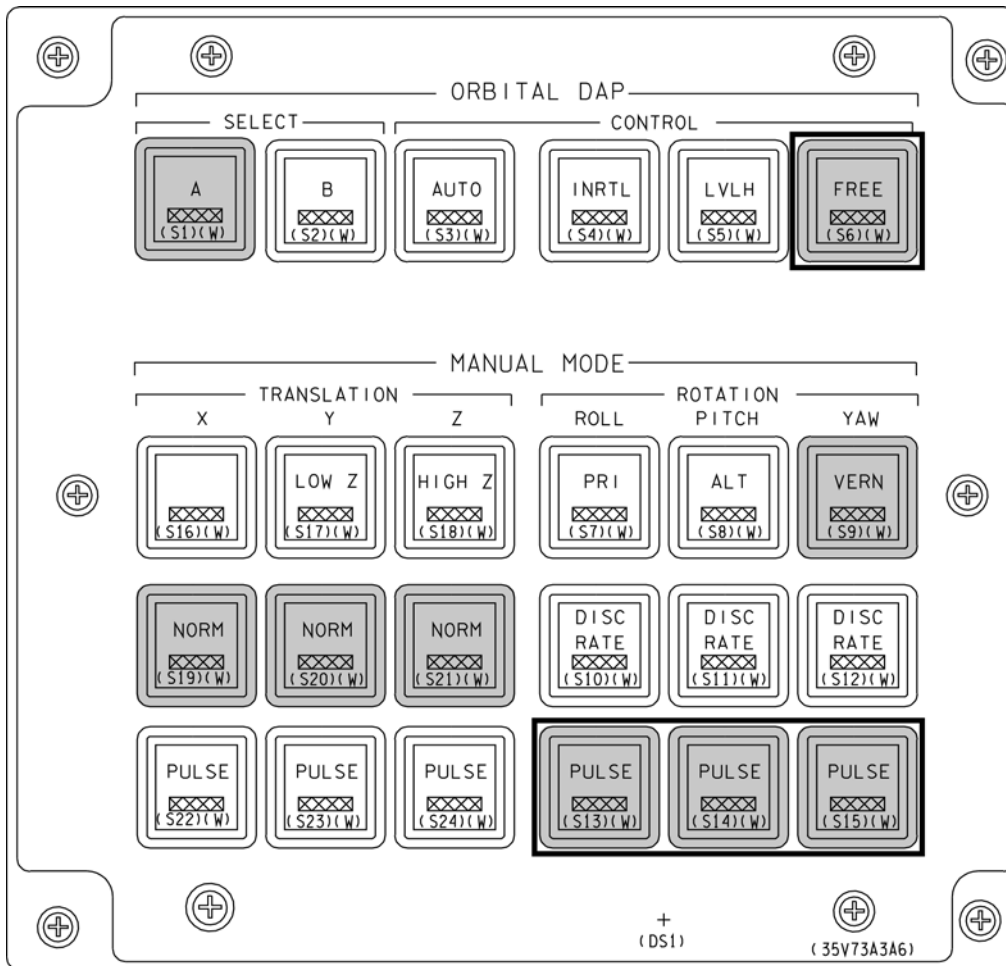 ORBITAL DAP
SELECT CONTROL
A B AUTO INRTL LVLH FREE
(S1)(W) (S2)(W) (S3)(W) (S4)(W) (S5)(W) (S6)(W)
MANUAL MODE
TRANSLATION ROTATION
X Y Z ROLL PITCH YAW
LOW Z HIGH Z PRI ALT VERN
(S16)(W) (S17)(W) (S18)(W) (S7)(W) (S8)(W) (S9)(W)
NORM NORM NORM DISC RATE DISC RATE DISC RATE
(S19)(W) (S20)(W) (S21)(W) (S10)(W) (S11)(W) (S12)(W)
PULSE PULSE PULSE PULSE PULSE PULSE
(S22)(W) (S23)(W) (S24)(W) (S13)(W) (S14)(W) (S15)(W)
+
(DS1) (35V73A3A6)